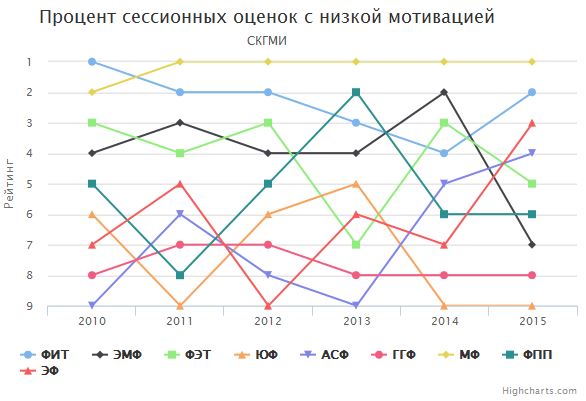 Процент сессионных оценок с низкой мотивацией
СКГМИ
Рейтинг
1
2
3
4
5
6
7
8
9
2010 2011 2012 2013 2014 2015
ФИТ ЭМФ ФЭТ ЮФ АСФ ГГФ МФ ФПП
ЭФ
Highcharts.com